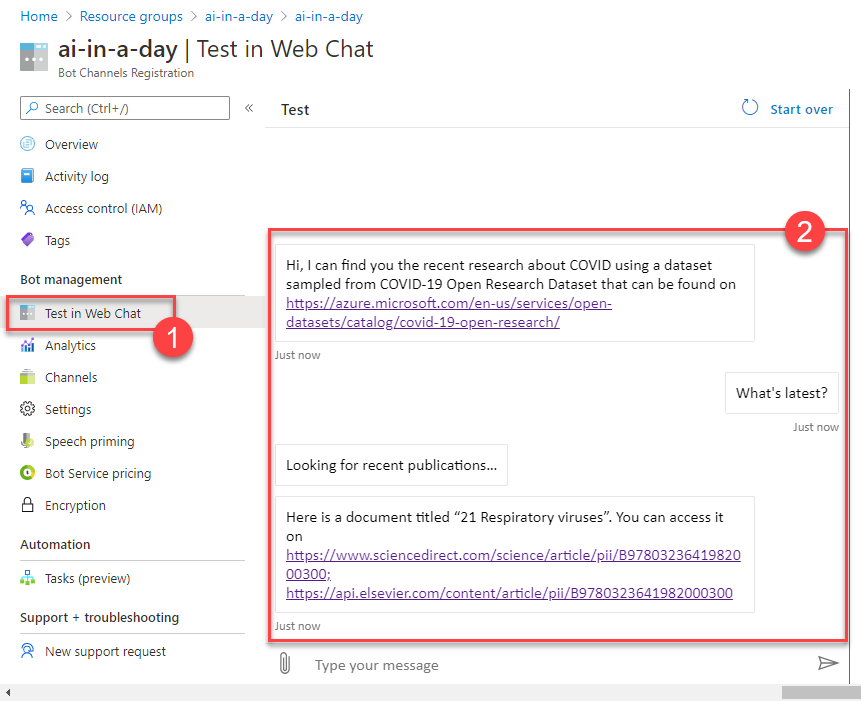 Home > Resource groups > ai-in-a-day > ai-in-a-day
ai-in-a-day | Test in Web Chat
Bot Channels Registration
Search (Ctrl+/)
«
Overview
Activity log
Access control (IAM)
Tags
Bot management
Test in Web Chat
1
Analytics
Channels
Settings
Speech priming
Bot Service pricing
Encryption
Automation
Tasks (preview)
Support + troubleshooting
New support request
Test
Start over
2
Hi, I can find you the recent research about COVID using a dataset
sampled from COVID-19 Open Research Dataset that can be found on
https://azure.microsoft.com/en-us/services/open-
datasets/catalog/covid-19-open-research/
Just now
What's latest?
Just now
Looking for recent publications...
Here is a document titled “21 Respiratory viruses”. You can access it
on
https://www.sciencedirect.com/science/article/pii/B97803236419820
00300;
https://api.elsevier.com/content/article/pii/B9780323641982000300
Just now
Type your message